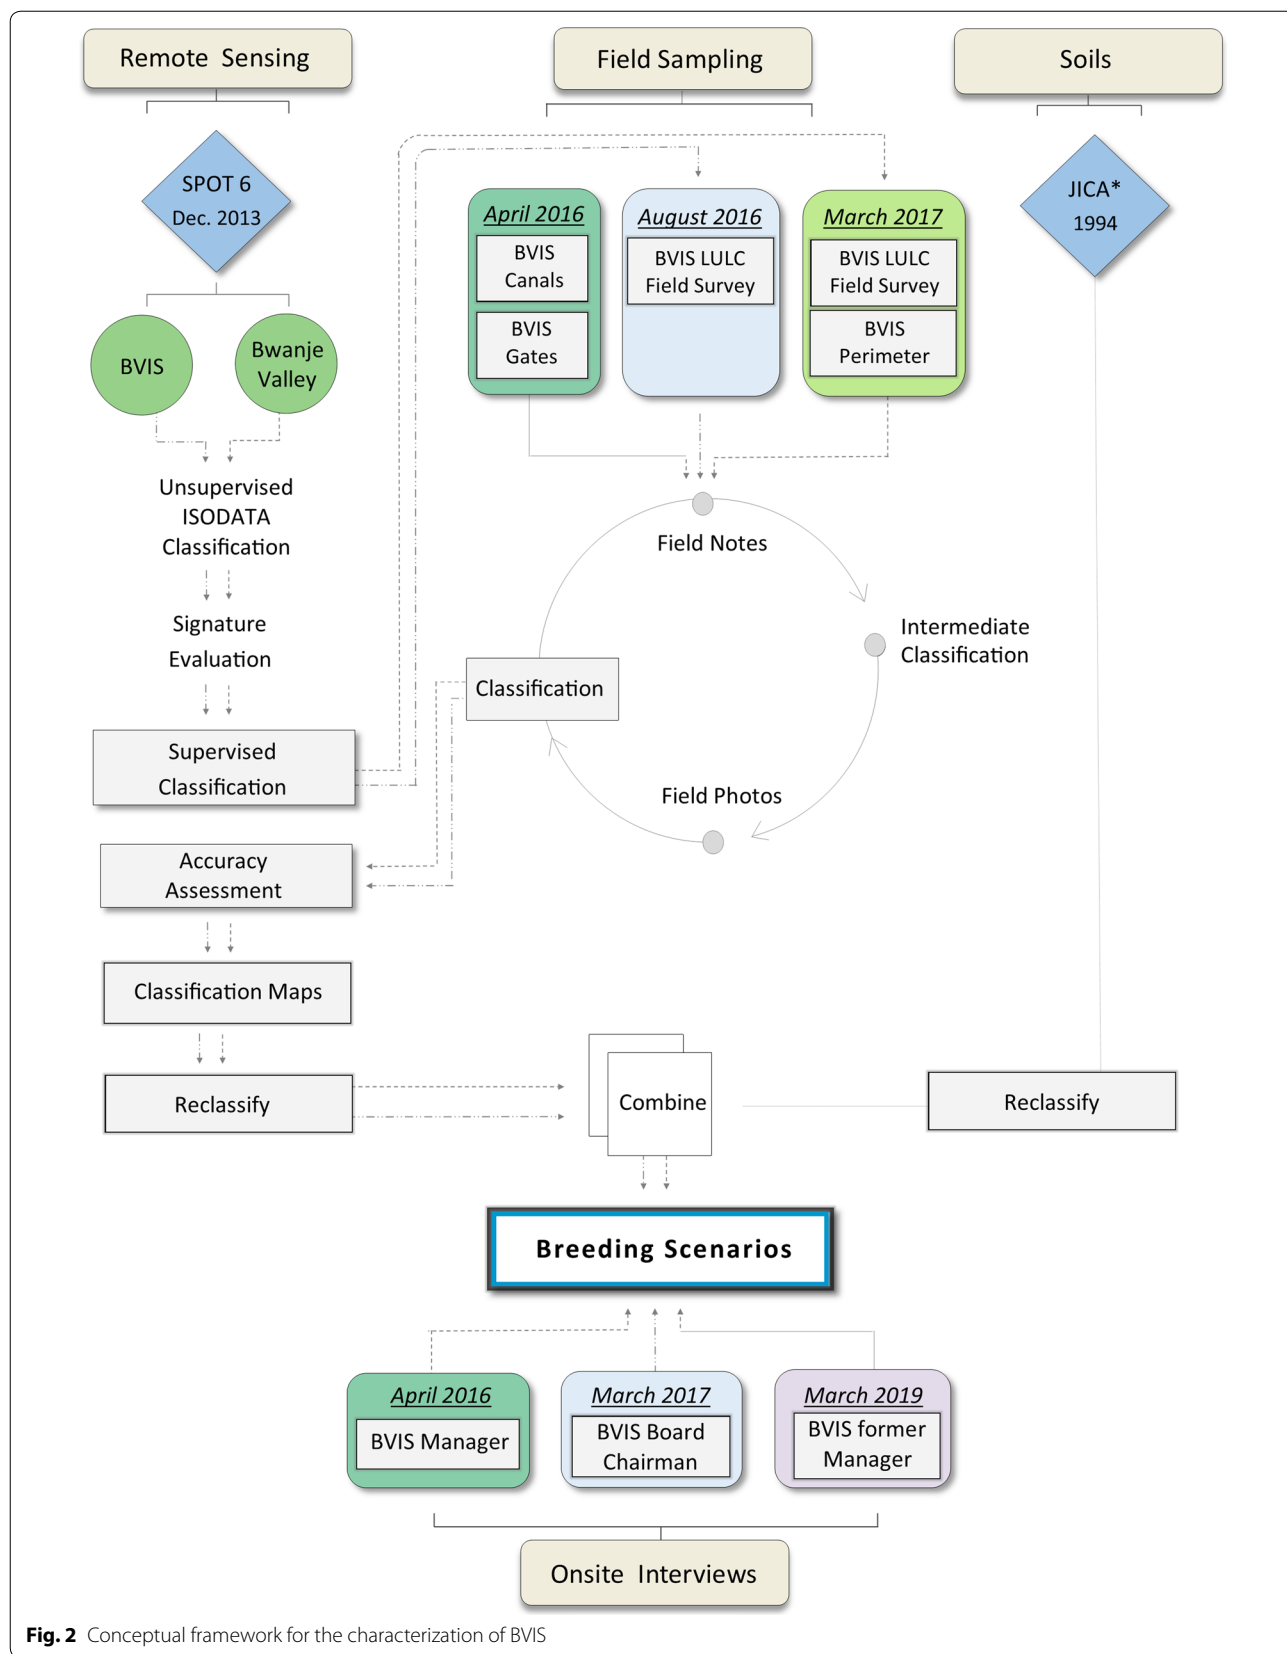 Remote Sensing
Field Sampling
Soils
SPOT 6
Dec. 2013
JICA*
1994
April 2016
BVIS
Canals
BVIS
Gates
August 2016
BVIS LULC
Field Survey
March 2017
BVIS LULC
Field Survey
BVIS
Perimeter
BVIS
Bwanje
Valley
Unsupervised
ISODATA
Classification
Signature
Evaluation
Supervised
Classification
Field Notes
Intermediate
Classification
Classification
Field Photos
Accuracy
Assessment
Classification Maps
Reclassify
Combine
Reclassify
Breeding Scenarios
April 2016
BVIS Manager
March 2017
BVIS Board
Chairman
March 2019
BVIS former
Manager
Onsite Interviews
Fig. 2 Conceptual framework for the characterization of BVIS